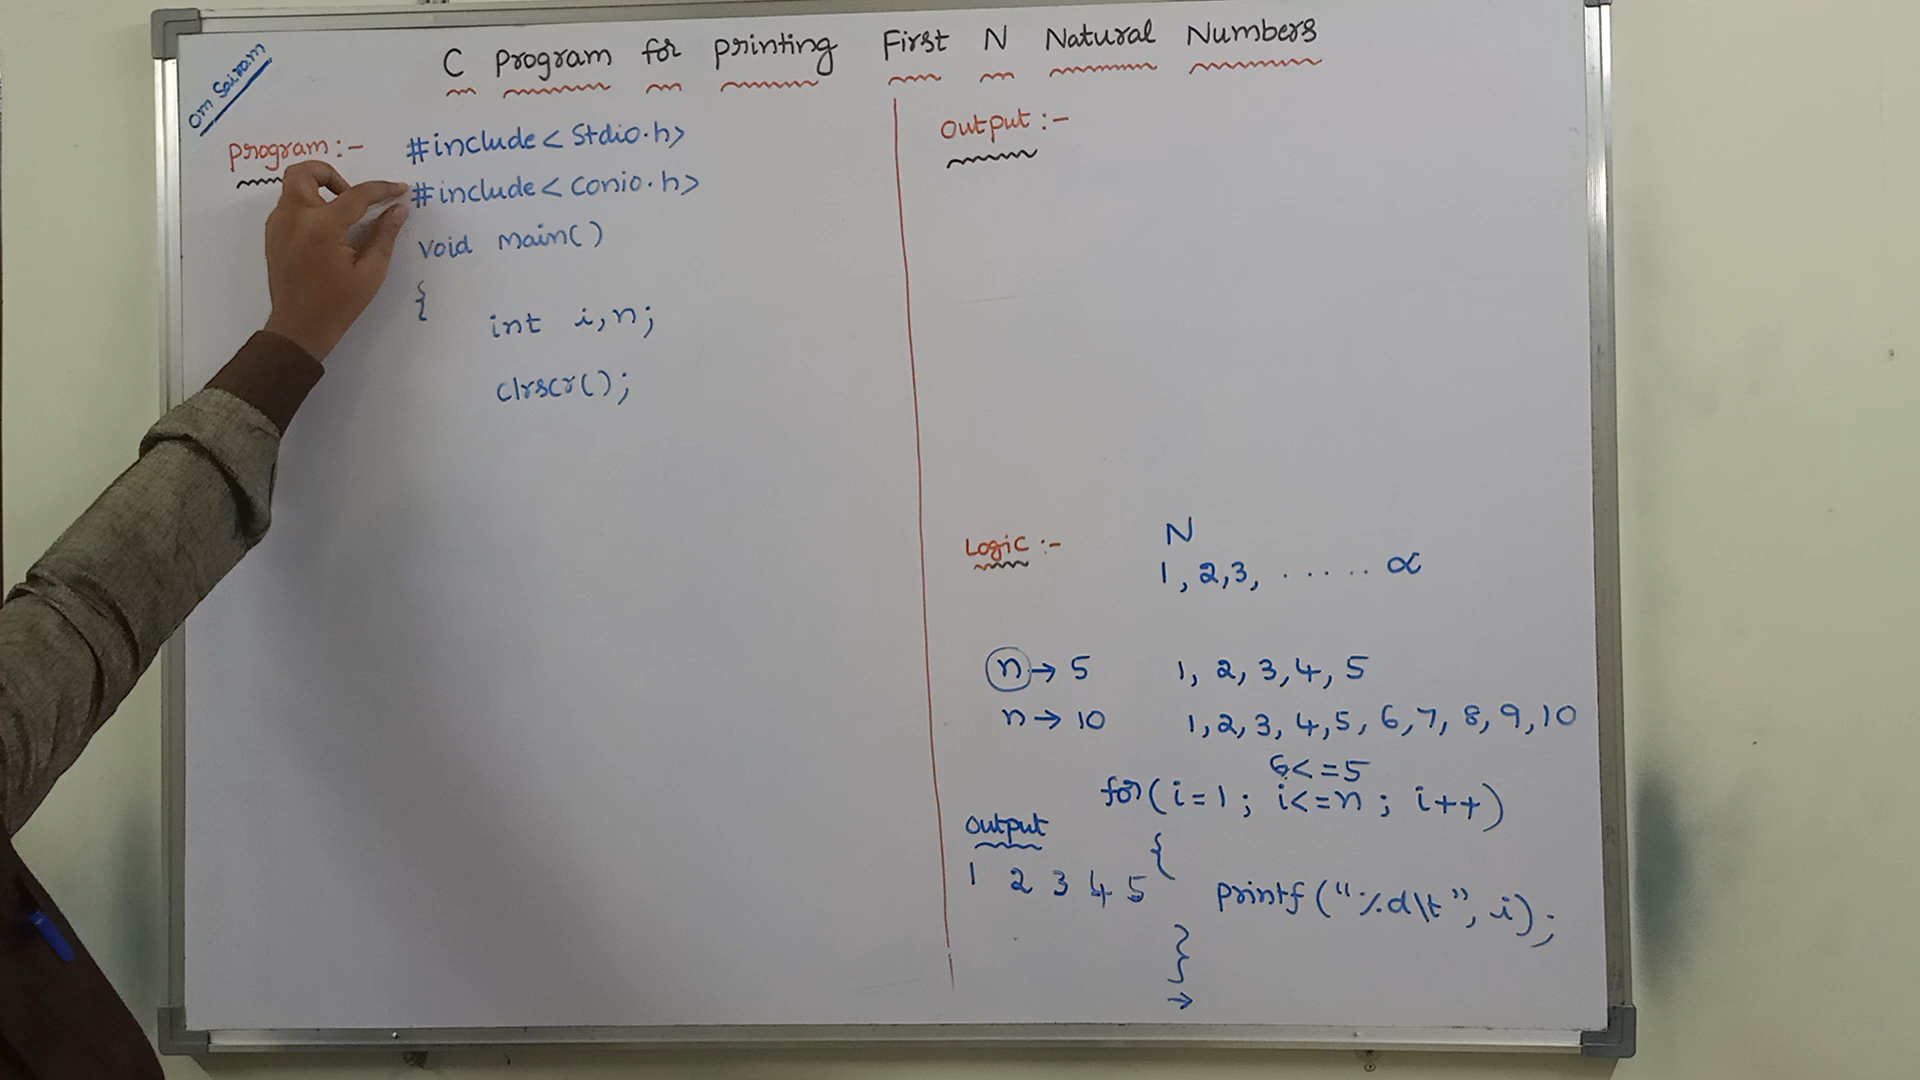 Om Sairam
C Program for Printing First N Natural Numbers
Program:-
#include< Stdio.h>
#include< Conio.h>
void main()
{
int i,n;
clrscr();
Output:-
Logic:-
N
1, 2, 3, ...... ∝
n → 5 1, 2, 3, 4, 5
n → 10 1, 2, 3, 4, 5, 6, 7, 8, 9, 10
6<=5
for(i=1; i<=n; i++)
{
printf("%d\t", i);
}
→
Output
1 2 3 4 5